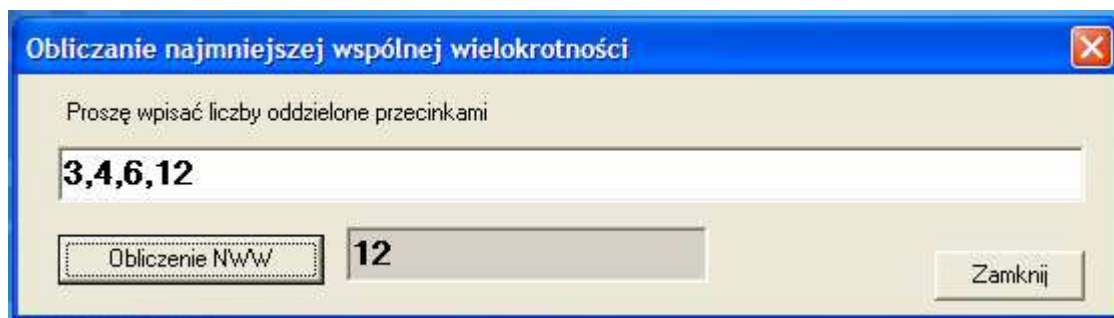 Obliczanie najmniejszej wspólnej wielokrotności
Proszę wpisać liczby oddzielone przecinkami
3,4,6,12
Obliczenie NWW
12
Zamknij